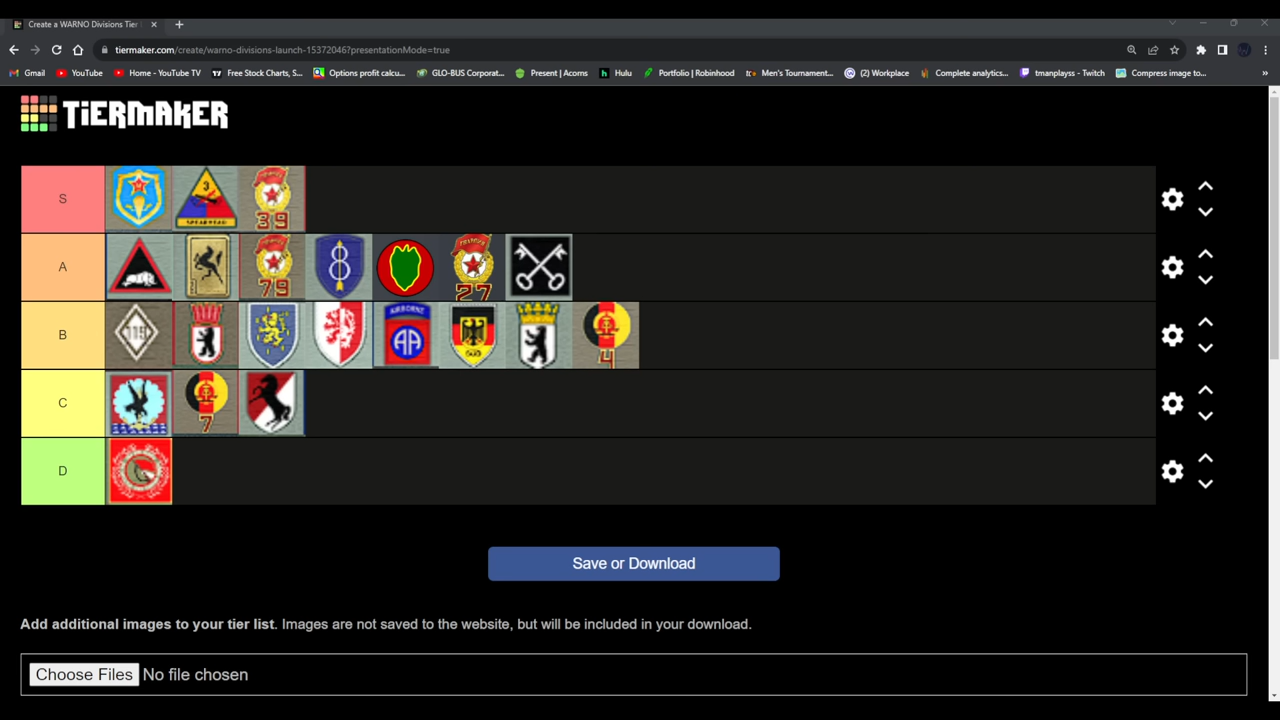 Create a WARNO Divisions Tier
tiermaker.com/create/warno-divisions-launch-15372046?presentationMode=true
Gmail YouTube Home - YouTube TV Free Stock Charts, S... Options profit calcu... GLO-BUS Corporat... Present | Acorns Hulu Portfolio | Robinhood Men's Tournament... (2) Workplace Complete analytics... tmanplayss - Twitch Compress image to... »
TiERMAKER
S 3 SPEARHEAD 39
A 79 8 27
B 116 AIRBORNE AA 4
C 7
D
Save or Download
Add additional images to your tier list. Images are not saved to the website, but will be included in your download.
Choose Files No file chosen